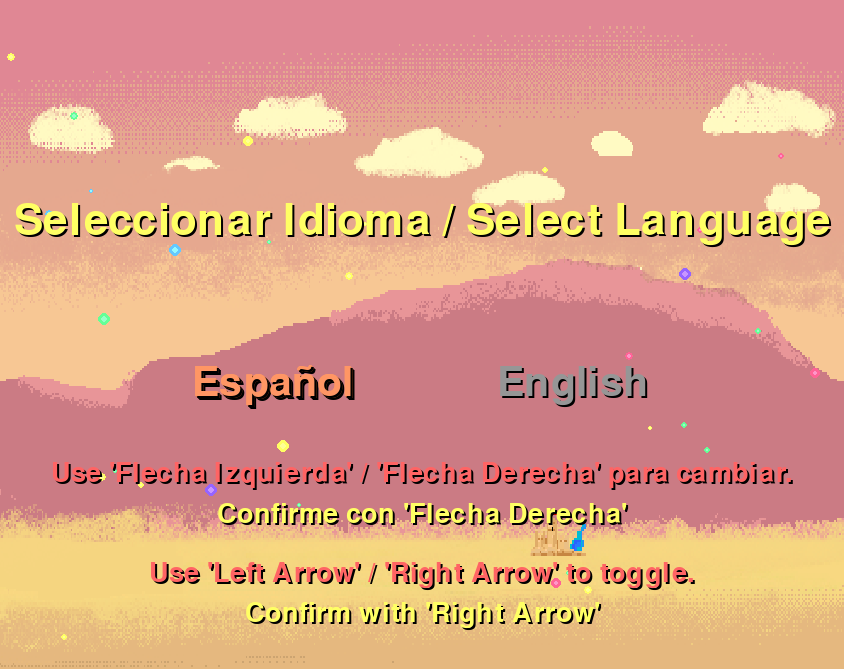 Seleccionar Idioma / Select Language
Español English
Use 'Flecha Izquierda' / 'Flecha Derecha' para cambiar.
Confirme con 'Flecha Derecha'
Use 'Left Arrow' / 'Right Arrow' to toggle.
Confirm with 'Right Arrow'